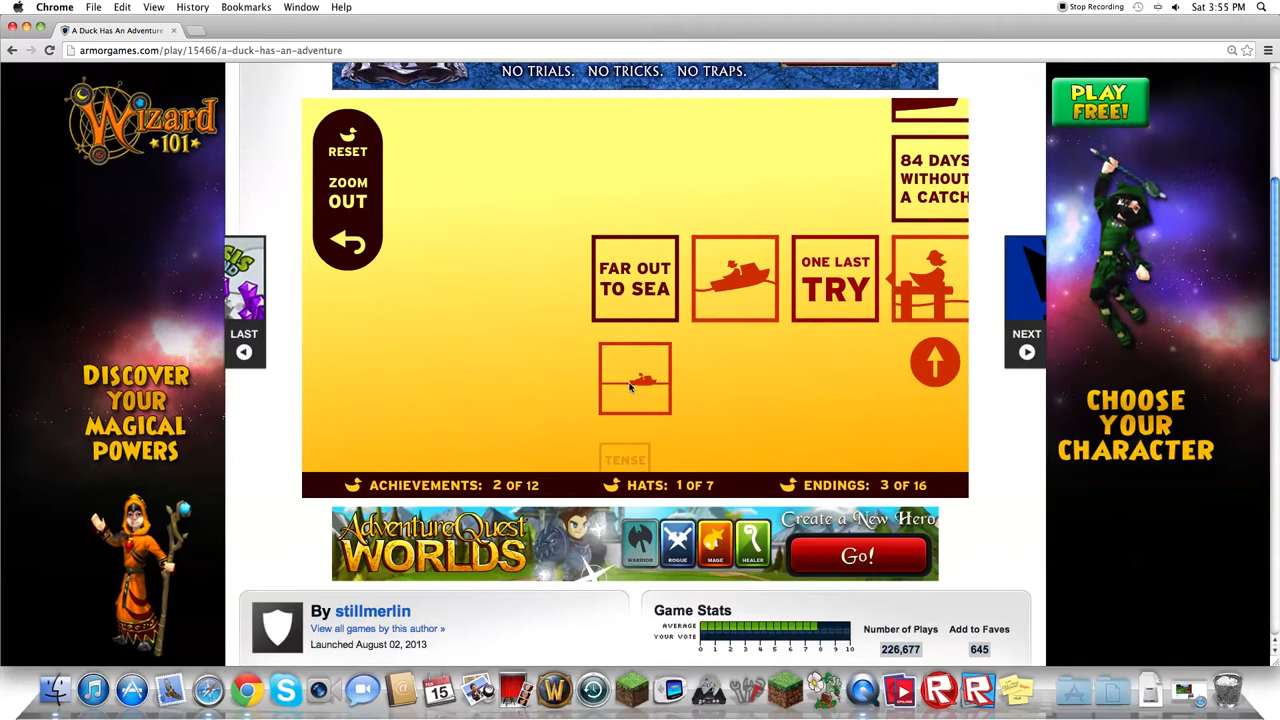 Chrome File Edit View History Bookmarks Window Help
Stop Recording Sat 3:55 PM
A Duck Has An Adventure
armorgames.com/play/15466/a-duck-has-an-adventure
NO TRIALS. NO TRICKS. NO TRAPS.
Wizard
101
DISCOVER
YOUR
MAGICAL
POWERS
LAST
RESET
ZOOM
OUT
84 DAYS
WITHOUT
A CATCH
FAR OUT
TO SEA
ONE LAST
TRY
TENSE
ACHIEVEMENTS: 2 OF 12
HATS: 1 OF 7
ENDINGS: 3 OF 16
NEXT
PLAY
FREE!
CHOOSE
YOUR
CHARACTER
AdventureQuest
WORLDS
WARRIOR
ROGUE
MAGE
HEALER
Create a New Hero
Go!
By stillmerlin
View all games by this author »
Launched August 02, 2013
Game Stats
AVERAGE
YOUR VOTE
0 1 2 3 4 5 6 7 8 9 10
Number of Plays
226,677
Add to Faves
645
FEB
15